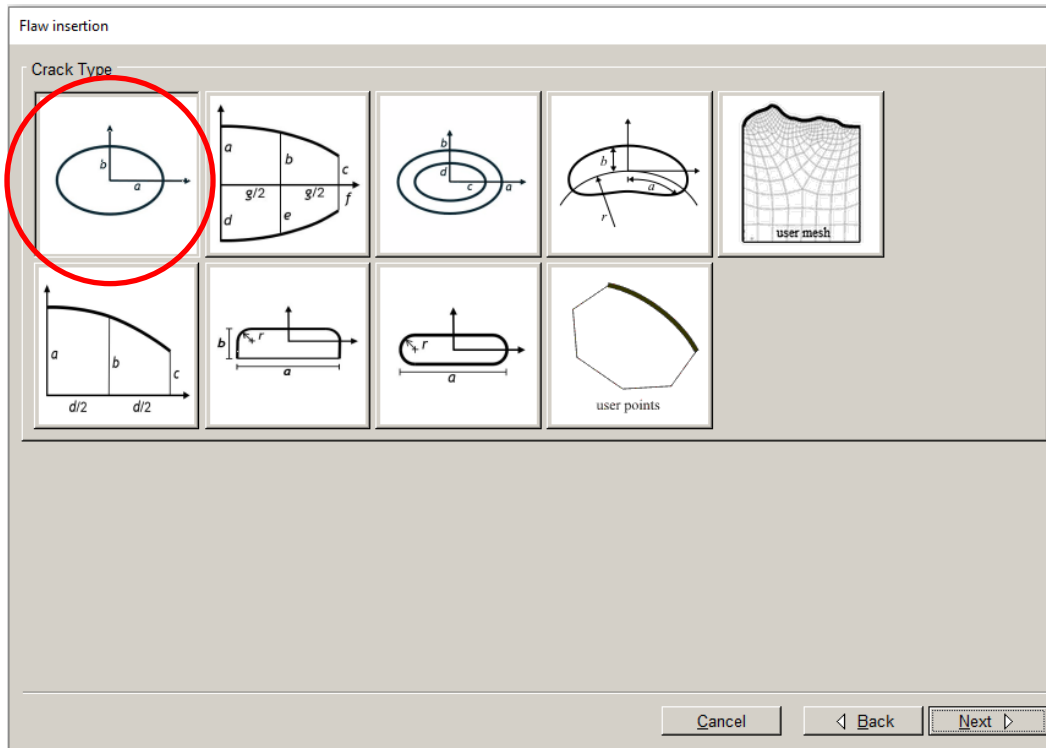 Flaw insertion
Crack Type
b
a
a
b
c
g/2
g/2
f
d
e
b
d
c
a
b
a
r
user mesh
a
b
c
d/2
d/2
b
r
a
r
a
user points
Cancel
Back
Next